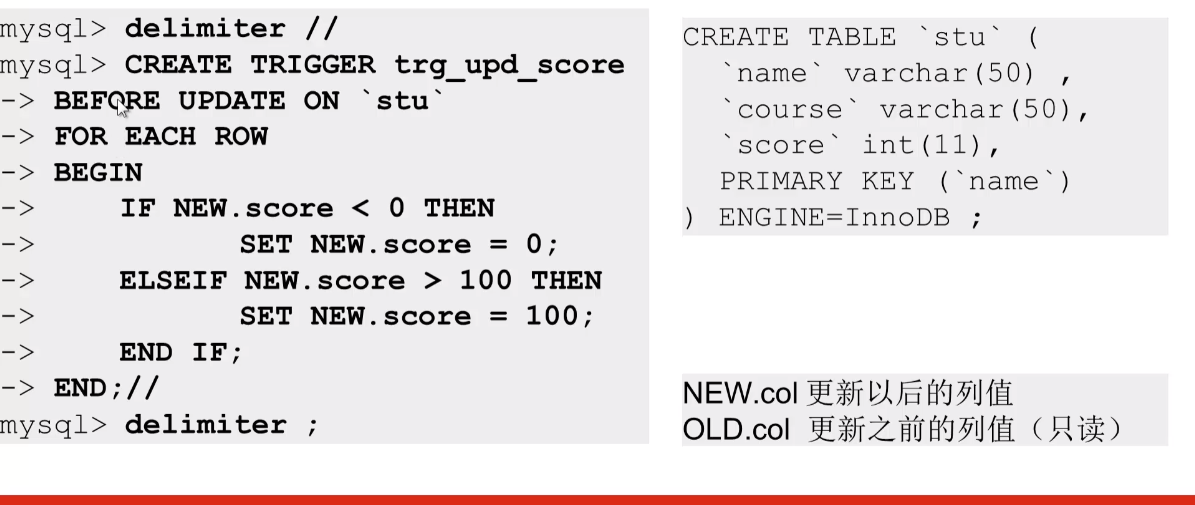 mysql> delimiter //
mysql> CREATE TRIGGER trg_upd_score
-> BEFORE UPDATE ON `stu`
-> FOR EACH ROW
-> BEGIN
->     IF NEW.score < 0 THEN
->            SET NEW.score = 0;
->     ELSEIF NEW.score > 100 THEN
->            SET NEW.score = 100;
->     END IF;
-> END;//
mysql> delimiter ;
CREATE TABLE `stu` (
  `name` varchar(50) ,
  `course` varchar(50),
  `score` int(11),
  PRIMARY KEY (`name`)
) ENGINE=InnoDB ;
NEW.col 更新以后的列值
OLD.col 更新之前的列值（只读）